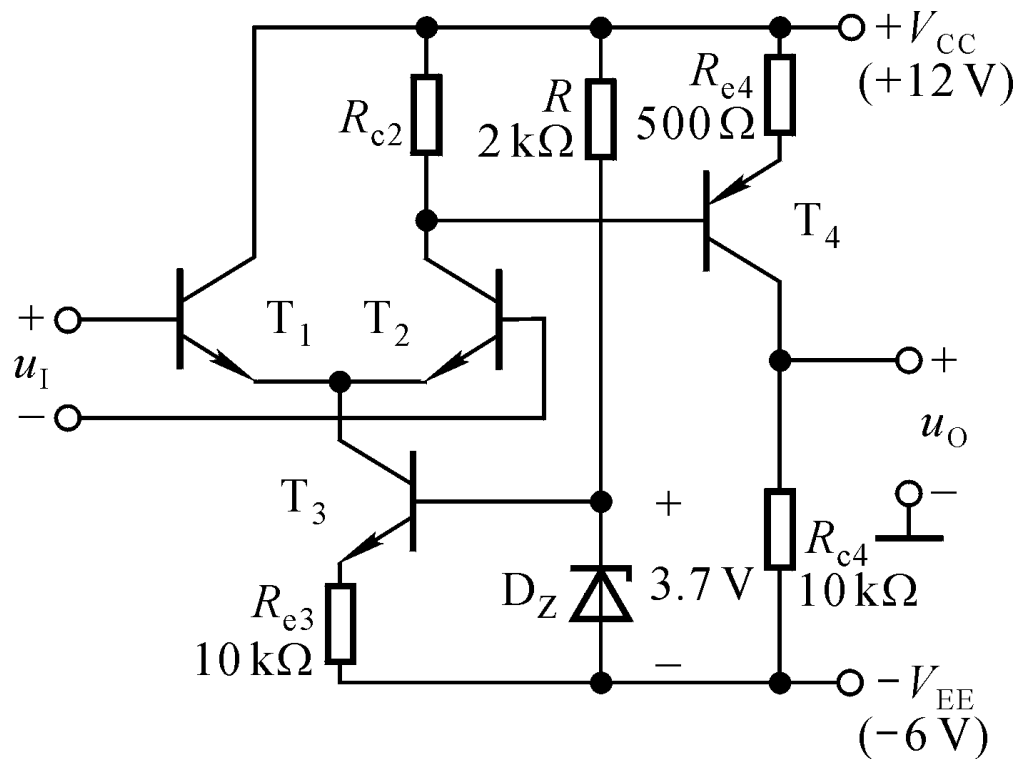 +V_CC
(+12 V)
R_e4
500 Ω
R
2 kΩ
R_c2
T_4
+
u_I
−
T_1
T_2
+
u_O
−
T_3
+
3.7 V
−
D_Z
R_c4
10 kΩ
R_e3
10 kΩ
−V_EE
(−6 V)